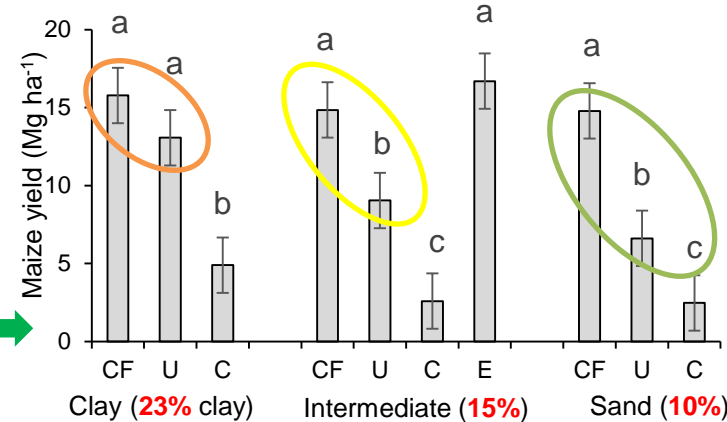 Maize yield (Mg ha-1)
20
15
10
5
0
a
a
b
a
b
c
a
a
b
c
CF U C
CF U C E
CF U C
Clay (23% clay)
Intermediate (15%)
Sand (10%)